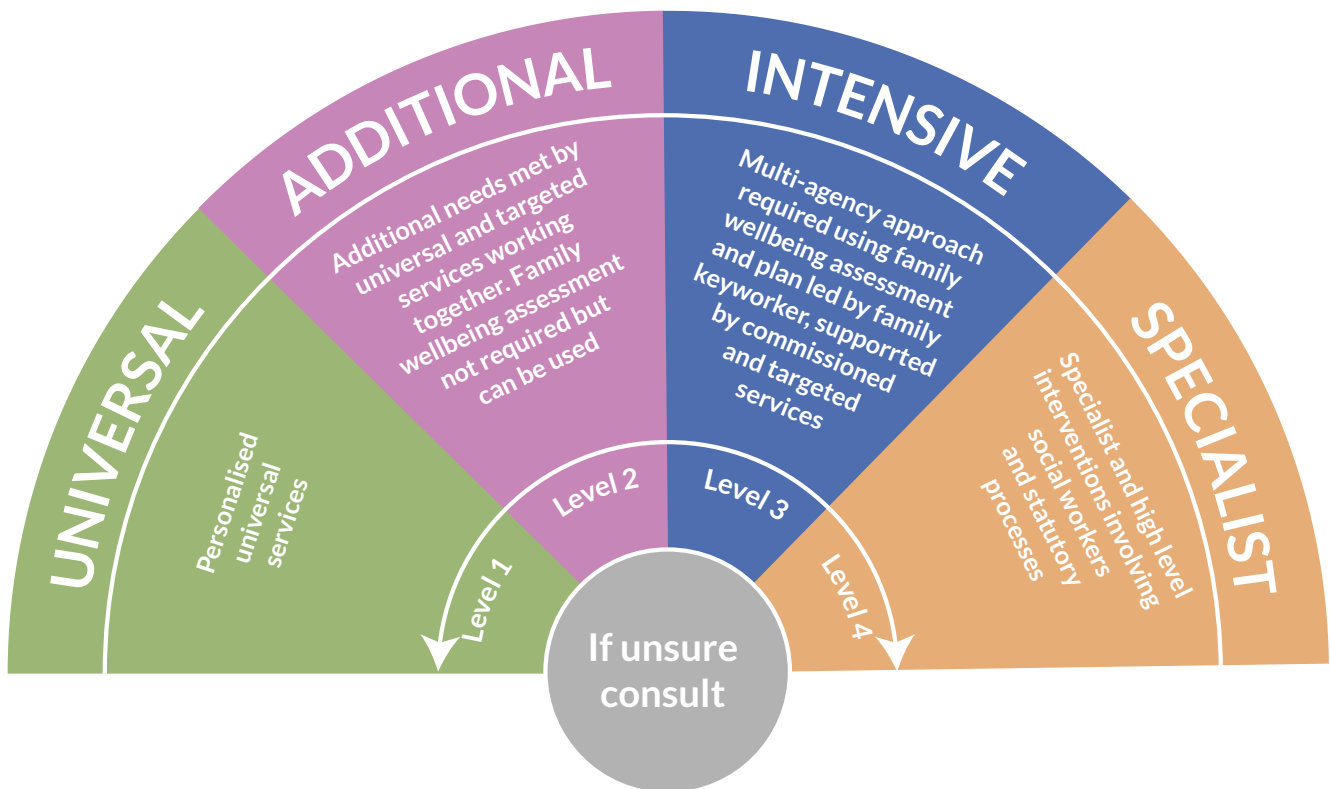 UNIVERSAL
Personalised
universal
services
Level 1
ADDITIONAL
Additional needs met by
universal and targeted
services working
together. Family
wellbeing assessment
not required but
can be used
Level 2
INTENSIVE
Multi-agency approach
required using family
wellbeing assessment
and plan led by family
keyworker, supporrted
by commissioned
and targeted
services
Level 3
SPECIALIST
Specialist and high level
interventions involving
social workers
and statutory
processes
Level 4
If unsure
consult